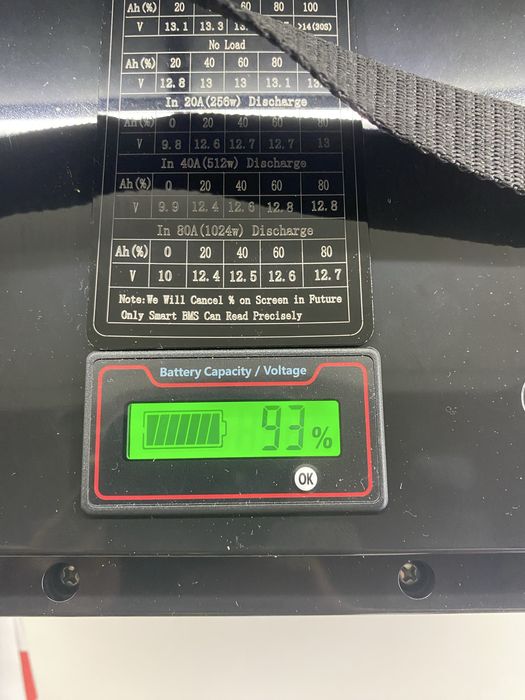 Ah(%) 20 60 80 100
V 13.1 13.3 >14(30S)
No Load
Ah(%) 20 40 60 80
V 12.8 13 13 13.1
In 20A(256w) Discharge
Ah(%) 0 20 40 60 80
V 9.8 12.6 12.7 12.7 13
In 40A(512w) Discharge
Ah(%) 0 20 40 60 80
V 9.9 12.4 12.6 12.8 12.8
In 80A(1024w) Discharge
Ah(%) 0 20 40 60 80
V 10 12.4 12.5 12.6 12.7
Note:We Will Cancel % on Screen in Future
Only Smart BMS Can Read Precisely
Battery Capacity / Voltage
93%
OK